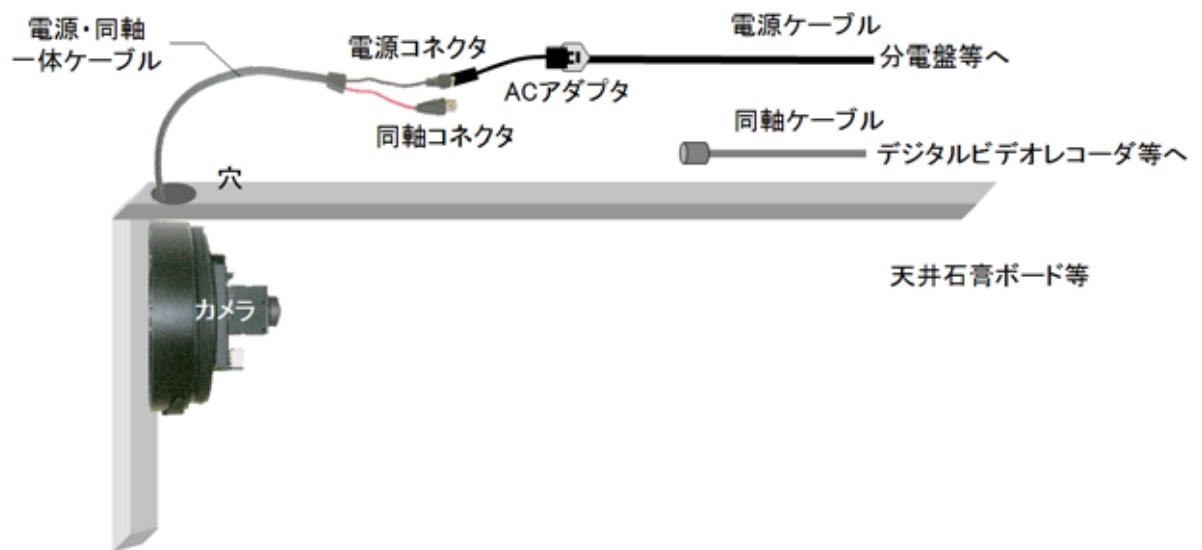 電源・同軸
一体ケーブル
電源コネクタ
電源ケーブル
分電盤等へ
ACアダプタ
同軸コネクタ
同軸ケーブル
デジタルビデオレコーダ等へ
穴
天井石膏ボード等
カメラ